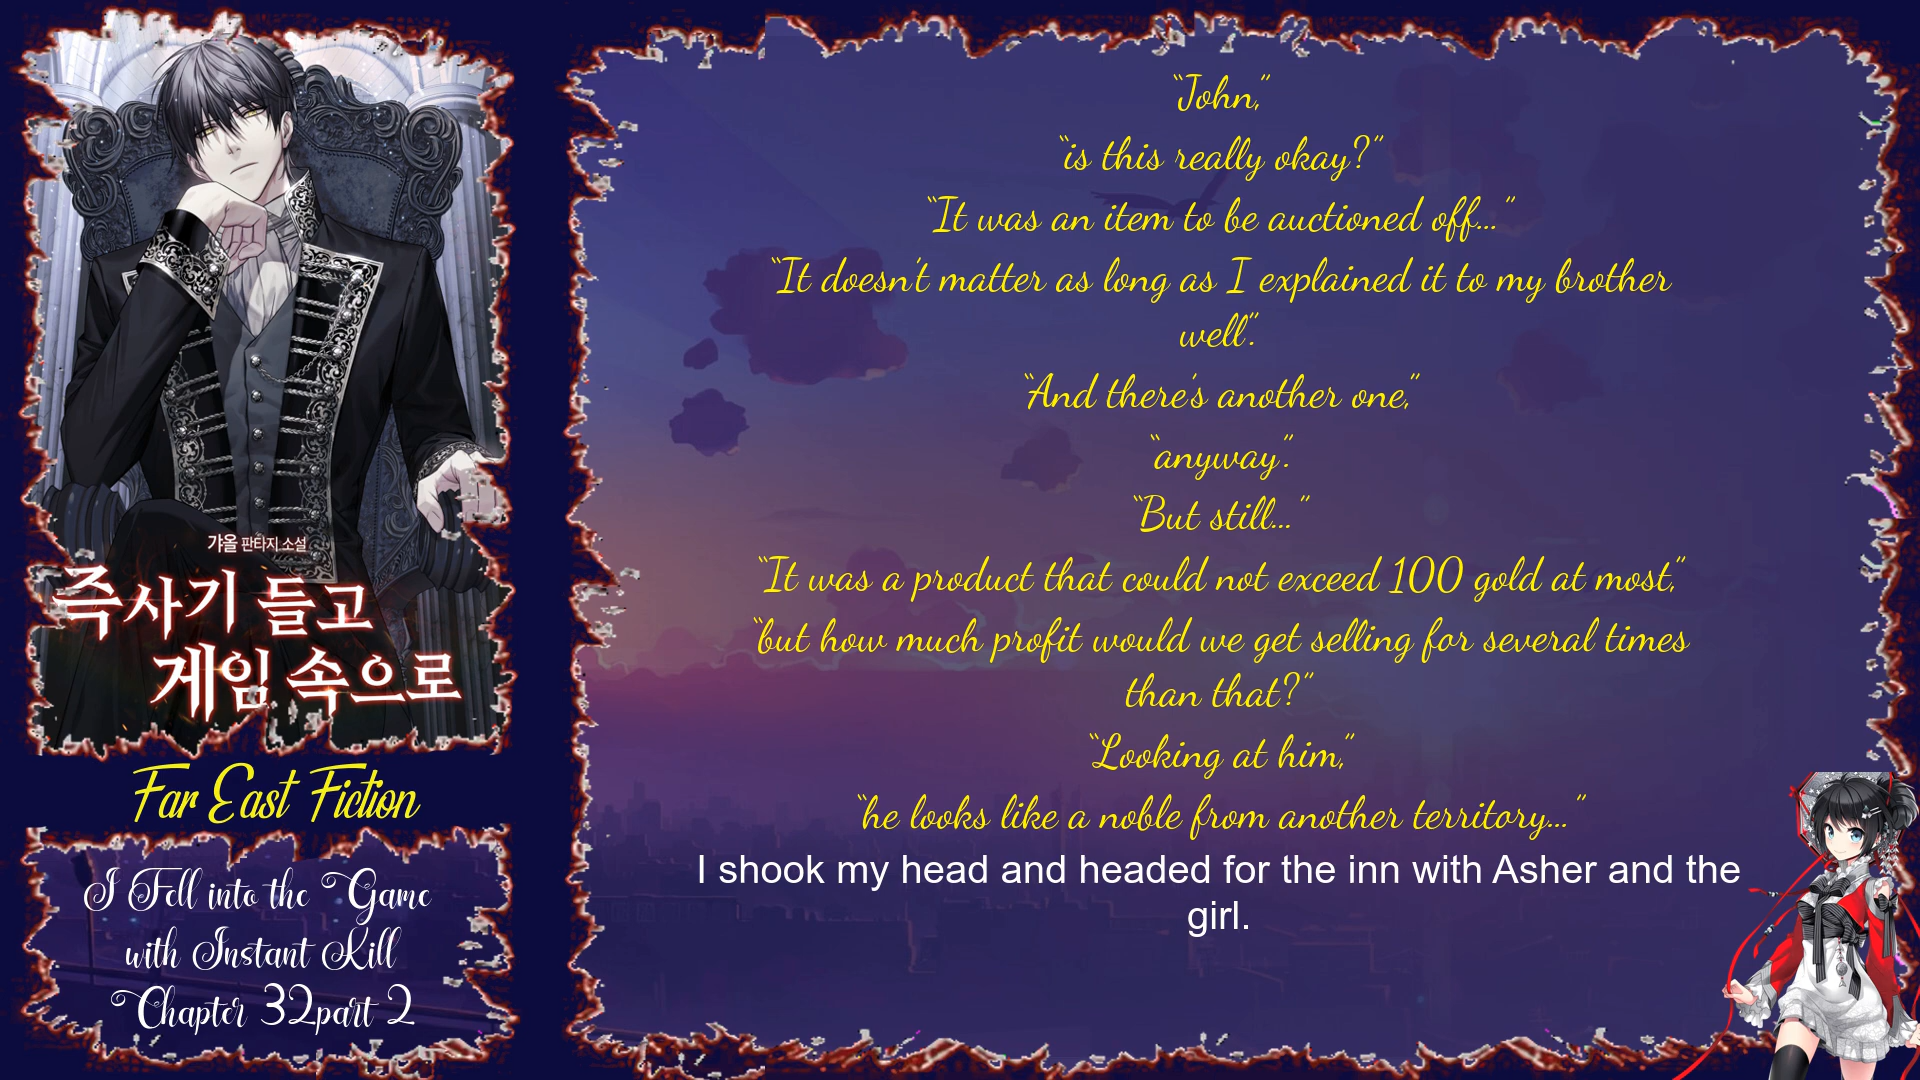 갸올 판타지 소설
즉사기 들고
게임 속으로
Far East Fiction
I Fell into the Game
with Instant Kill
Chapter 32part 2
“John,”
“is this really okay?”
“It was an item to be auctioned off...”
“It doesn't matter as long as I explained it to my brother
well”.
“And there's another one,”
“anyway”.
“But still...”
“It was a product that could not exceed 100 gold at most,”
“but how much profit would we get selling for several times
than that?”
“Looking at him,”
“he looks like a noble from another territory...”
I shook my head and headed for the inn with Asher and the
girl.